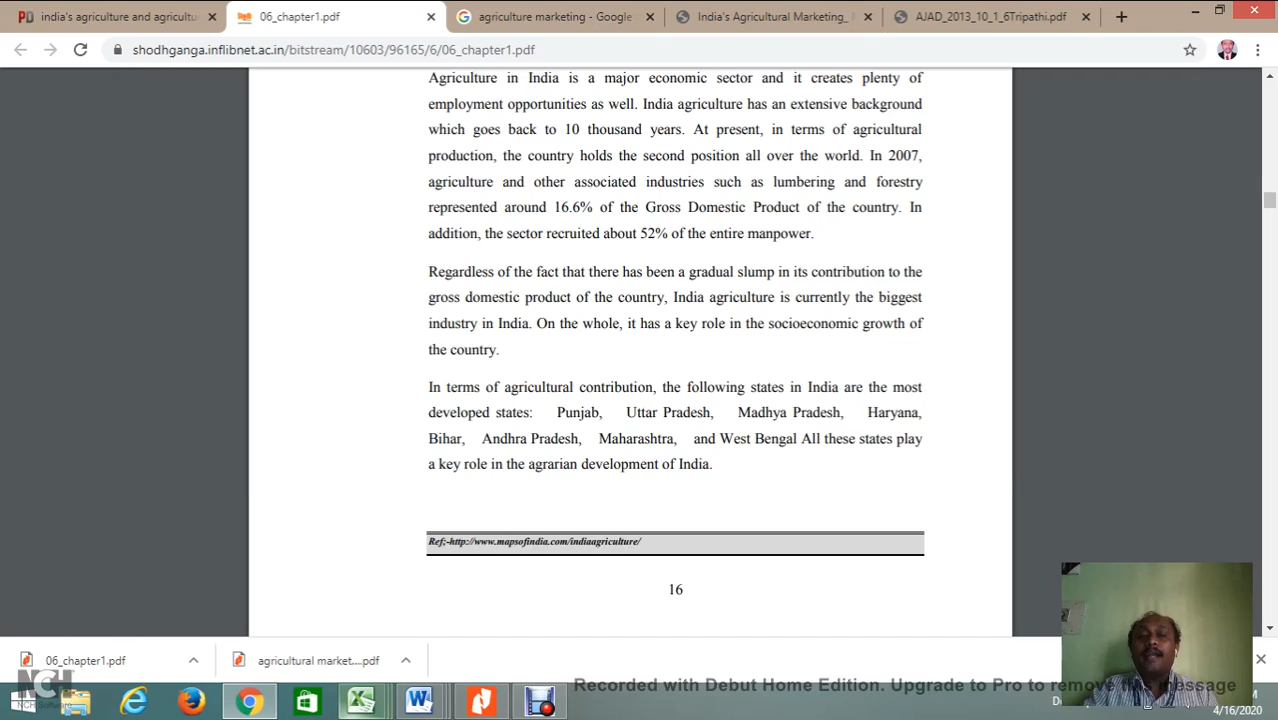 india's agriculture and agricultu
06_chapter1.pdf
agriculture marketing - Google
India's Agricultural Marketing_
AJAD_2013_10_1_6Tripathi.pdf
shodhganga.inflibnet.ac.in/bitstream/10603/96165/6/06_chapter1.pdf
Agriculture in India is a major economic sector and it creates plenty of
employment opportunities as well. India agriculture has an extensive background
which goes back to 10 thousand years. At present, in terms of agricultural
production, the country holds the second position all over the world. In 2007,
agriculture and other associated industries such as lumbering and forestry
represented around 16.6% of the Gross Domestic Product of the country. In
addition, the sector recruited about 52% of the entire manpower.
Regardless of the fact that there has been a gradual slump in its contribution to the
gross domestic product of the country, India agriculture is currently the biggest
industry in India. On the whole, it has a key role in the socioeconomic growth of
the country.
In terms of agricultural contribution, the following states in India are the most
developed states: Punjab, Uttar Pradesh, Madhya Pradesh, Haryana,
Bihar, Andhra Pradesh, Maharashtra, and West Bengal All these states play
a key role in the agrarian development of India.
Ref;-http://www.mapsofindia.com/indiaagriculture/
16
06_chapter1.pdf
agricultural market....pdf
NCH
NCH Software
Recorded with Debut Home Edition. Upgrade to Pro to remove this message
4/16/2020